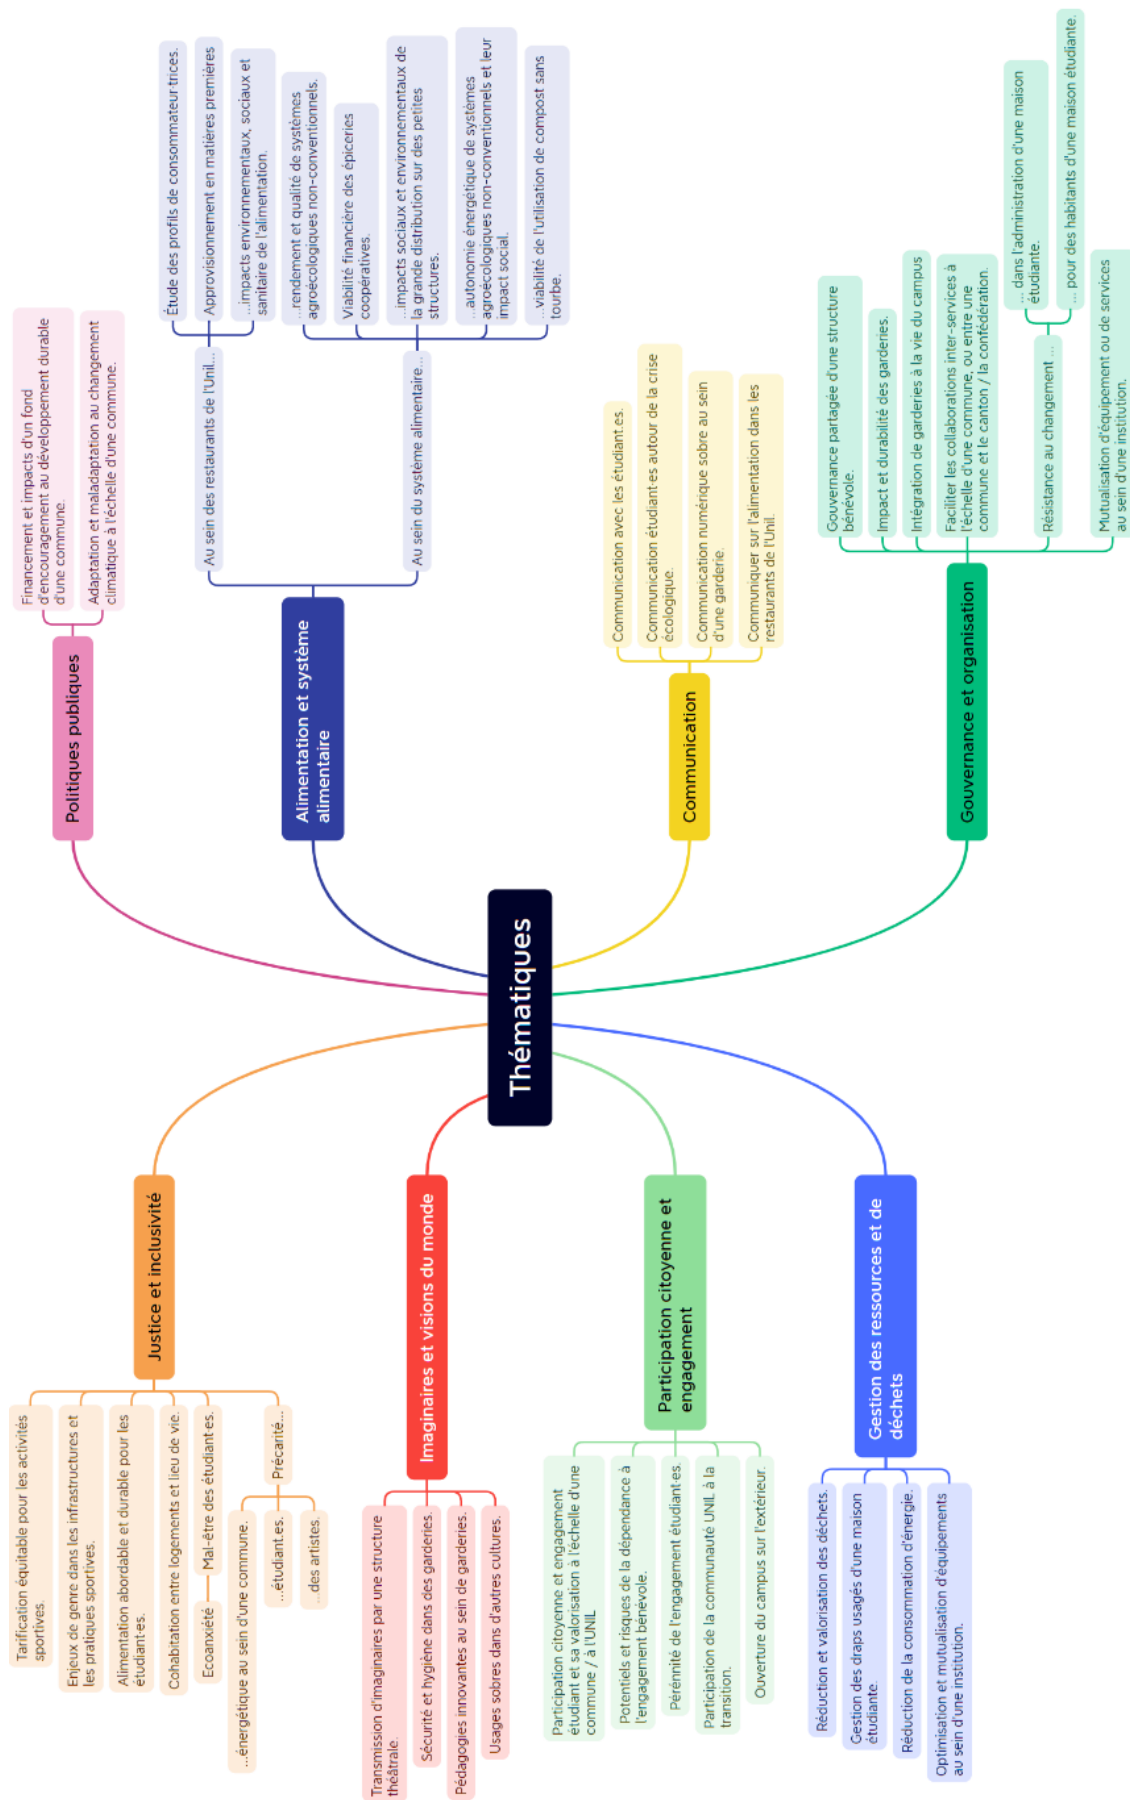 Thématiques
Justice et inclusivité
Tarification équitable pour les activités
sportives.
Enjeux de genre dans les infrastructures et
les pratiques sportives.
Alimentation abordable et durable pour les
étudiant·es.
Cohabitation entre logements et lieu de vie.
Mal-être des étudiant·es.
Ecoanxiété
Précarité...
...énergétique au sein d'une commune.
...étudiant.es.
...des artistes.
Imaginaires et visions du monde
Transmission d'imaginaires par une structure
théâtrale.
Sécurité et hygiène dans des garderies.
Pédagogies innovantes au sein de garderies.
Usages sobres dans d'autres cultures.
Participation citoyenne et
engagement
Participation citoyenne et engagement
étudiant et sa valorisation à l'échelle d'une
commune / à l'UNIL
Potentiels et risques de la dépendance à
l'engagement bénévole.
Pérénnité de l'engagement étudiant·es.
Participation de la communauté UNIL à la
transition.
Ouverture du campus sur l'extérieur.
Gestion des ressources et de
déchets
Réduction et valorisation des déchets.
Gestion des draps usagés d'une maison
étudiante.
Réduction de la consommation d'énergie.
Optimisation et mutualisation d'équipements
au sein d'une institution.
Politiques publiques
Financement et impacts d'un fond
d'encouragement au développement durable
d'une commune.
Adaptation et maladaptation au changement
climatique à l'échelle d'une commune.
Alimentation et système
alimentaire
Au sein des restaurants de l'Unil...
Étude des profils de consommateur·trices.
Approvisionnement en matières premières
...impacts environnementaux, sociaux et
sanitaire de l'alimentation.
Au sein du système alimentaire...
...rendement et qualité de systèmes
agroécologiques non-conventionnels.
Viabilité financière des épiceries
coopératives.
...impacts sociaux et environnementaux de
la grande distribution sur des petites
structures.
...autonomie énergétique de systèmes
agroécologiques non-conventionnels et leur
impact social.
...viabilité de l'utilisation de compost sans
tourbe.
Communication
Communication avec les étudiant.es.
Communication étudiant·es autour de la crise
écologique.
Communication numérique sobre au sein
d'une garderie.
Communiquer sur l'alimentation dans les
restaurants de l'Unil.
Gouvernance et organisation
Gouvernance partagée d'une structure
bénévole.
Impact et durabilité des garderies.
Intégration de garderies à la vie du campus
Faciliter les collaborations inter-services à
l'échelle d'une commune, ou entre une
commune et le canton / la confédération.
Résistance au changement ...
... dans l'administration d'une maison
étudiante.
... pour des habitants d'une maison étudiante.
Mutualisation d'équipement ou de services
au sein d'une institution.